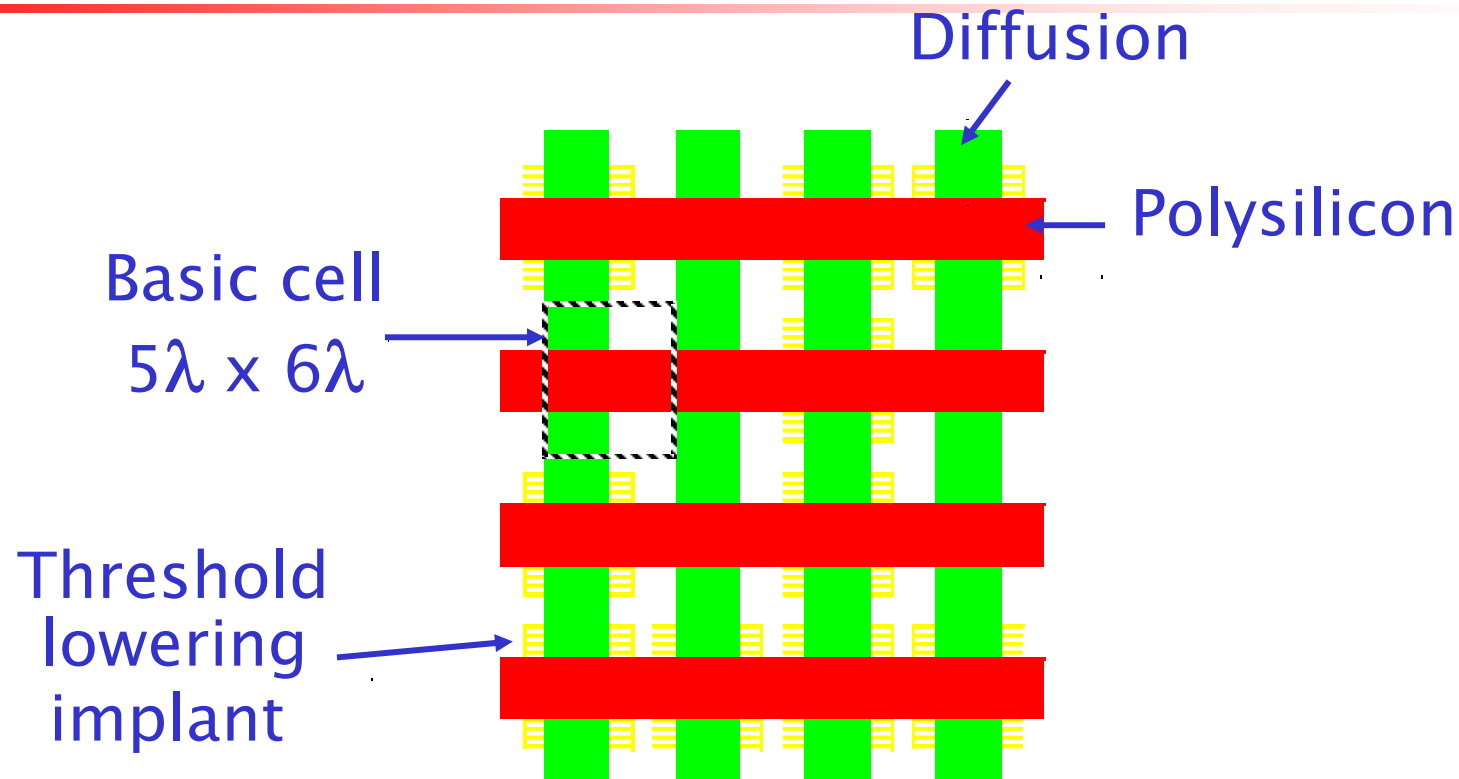 Diffusion
Polysilicon
Basic cell
5λ x 6λ
Threshold
lowering
implant